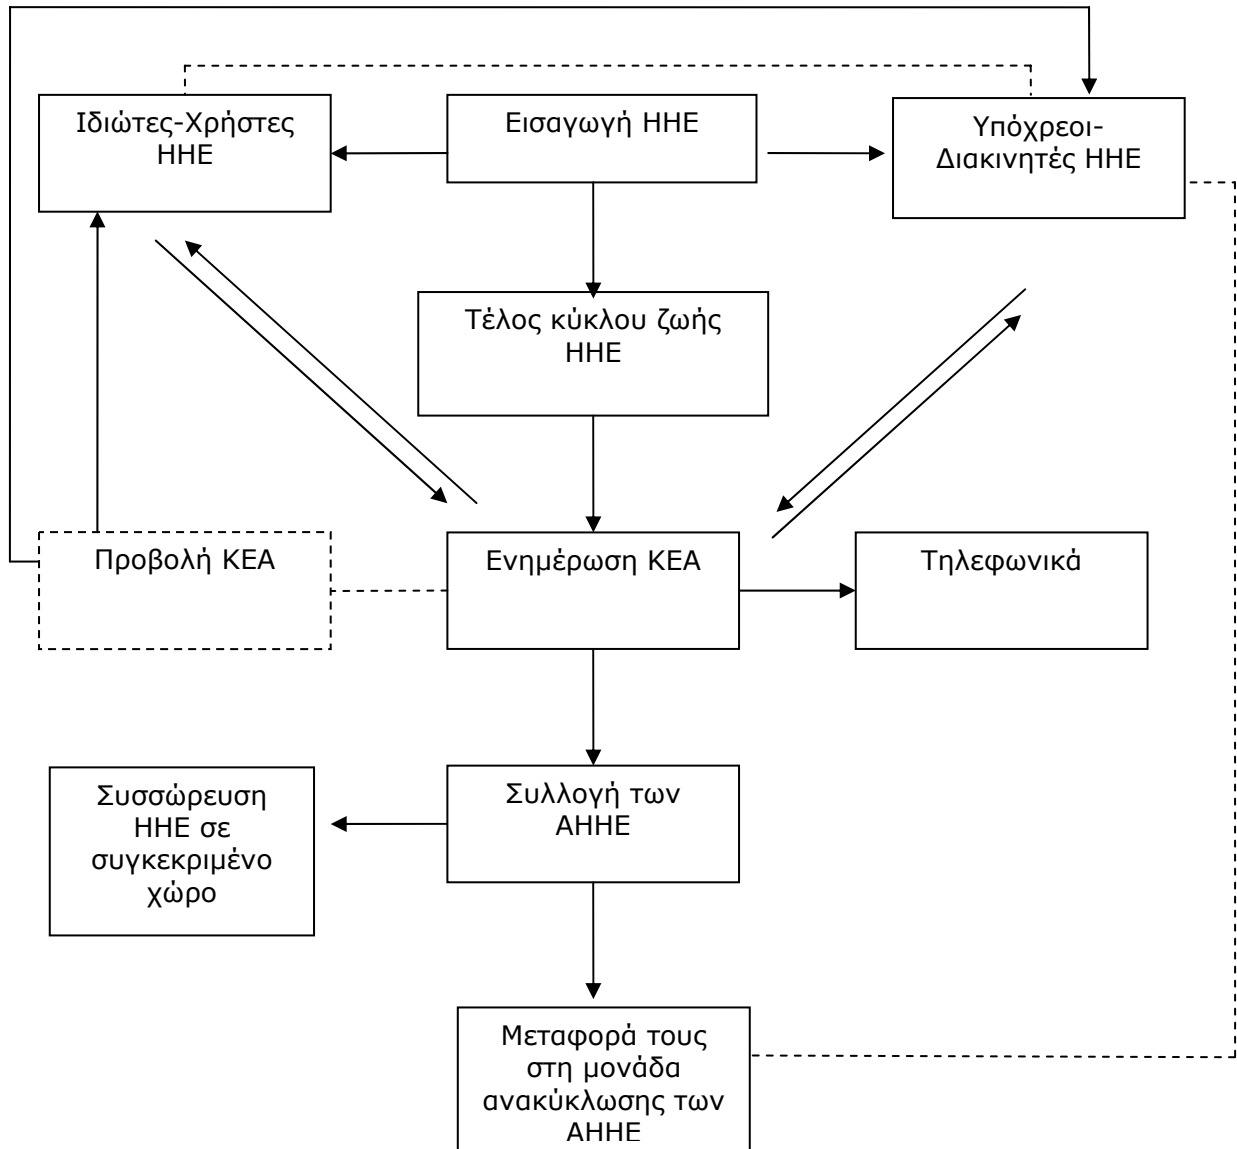 Ιδιώτες-Χρήστες
ΗΗΕ
Εισαγωγή ΗΗΕ
Υπόχρεοι-
Διακινητές ΗΗΕ
Τέλος κύκλου ζωής
ΗΗΕ
Προβολή ΚΕΑ
Ενημέρωση ΚΕΑ
Τηλεφωνικά
Συσσώρευση
ΗΗΕ σε
συγκεκριμένο
χώρο
Συλλογή των
ΑΗΗΕ
Μεταφορά τους
στη μονάδα
ανακύκλωσης των
ΑΗΗΕ